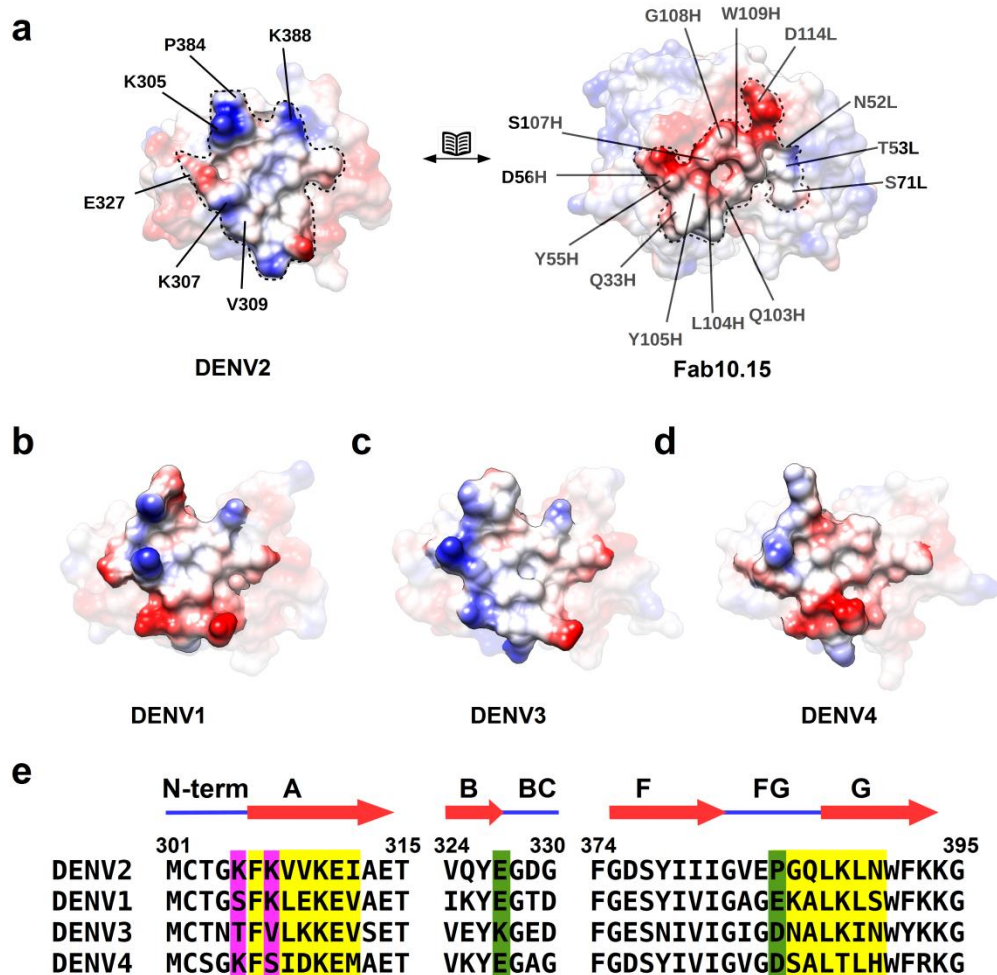 a
P384 K388
K305
E327
K307
V309
DENV2
G108H W109H
D114L
N52L
S107H T53L
D56H S71L
Y55H
Q33H
Y105H L104H Q103H
Fab10.15
b c d
DENV1 DENV3 DENV4
e
N-term A B BC F FG G
301 315 324 330 374 395
DENV2 MCTGKFKVVKEIAET VQYEGDG FGDSYIIIGVEPGQLKLNWFKKG
DENV1 MCTGSFKLEKEVAET IKYEGTD FGESYIVIGAGEKALKLSWFKKG
DENV3 MCTNTFVLKKEVSET VEYKGED FGESNIVIGIGDNALKINWYKKG
DENV4 MCSGKFSIDKEMAET VKYEGAG FGDSYIVIGVGDSALTLHWFRKG